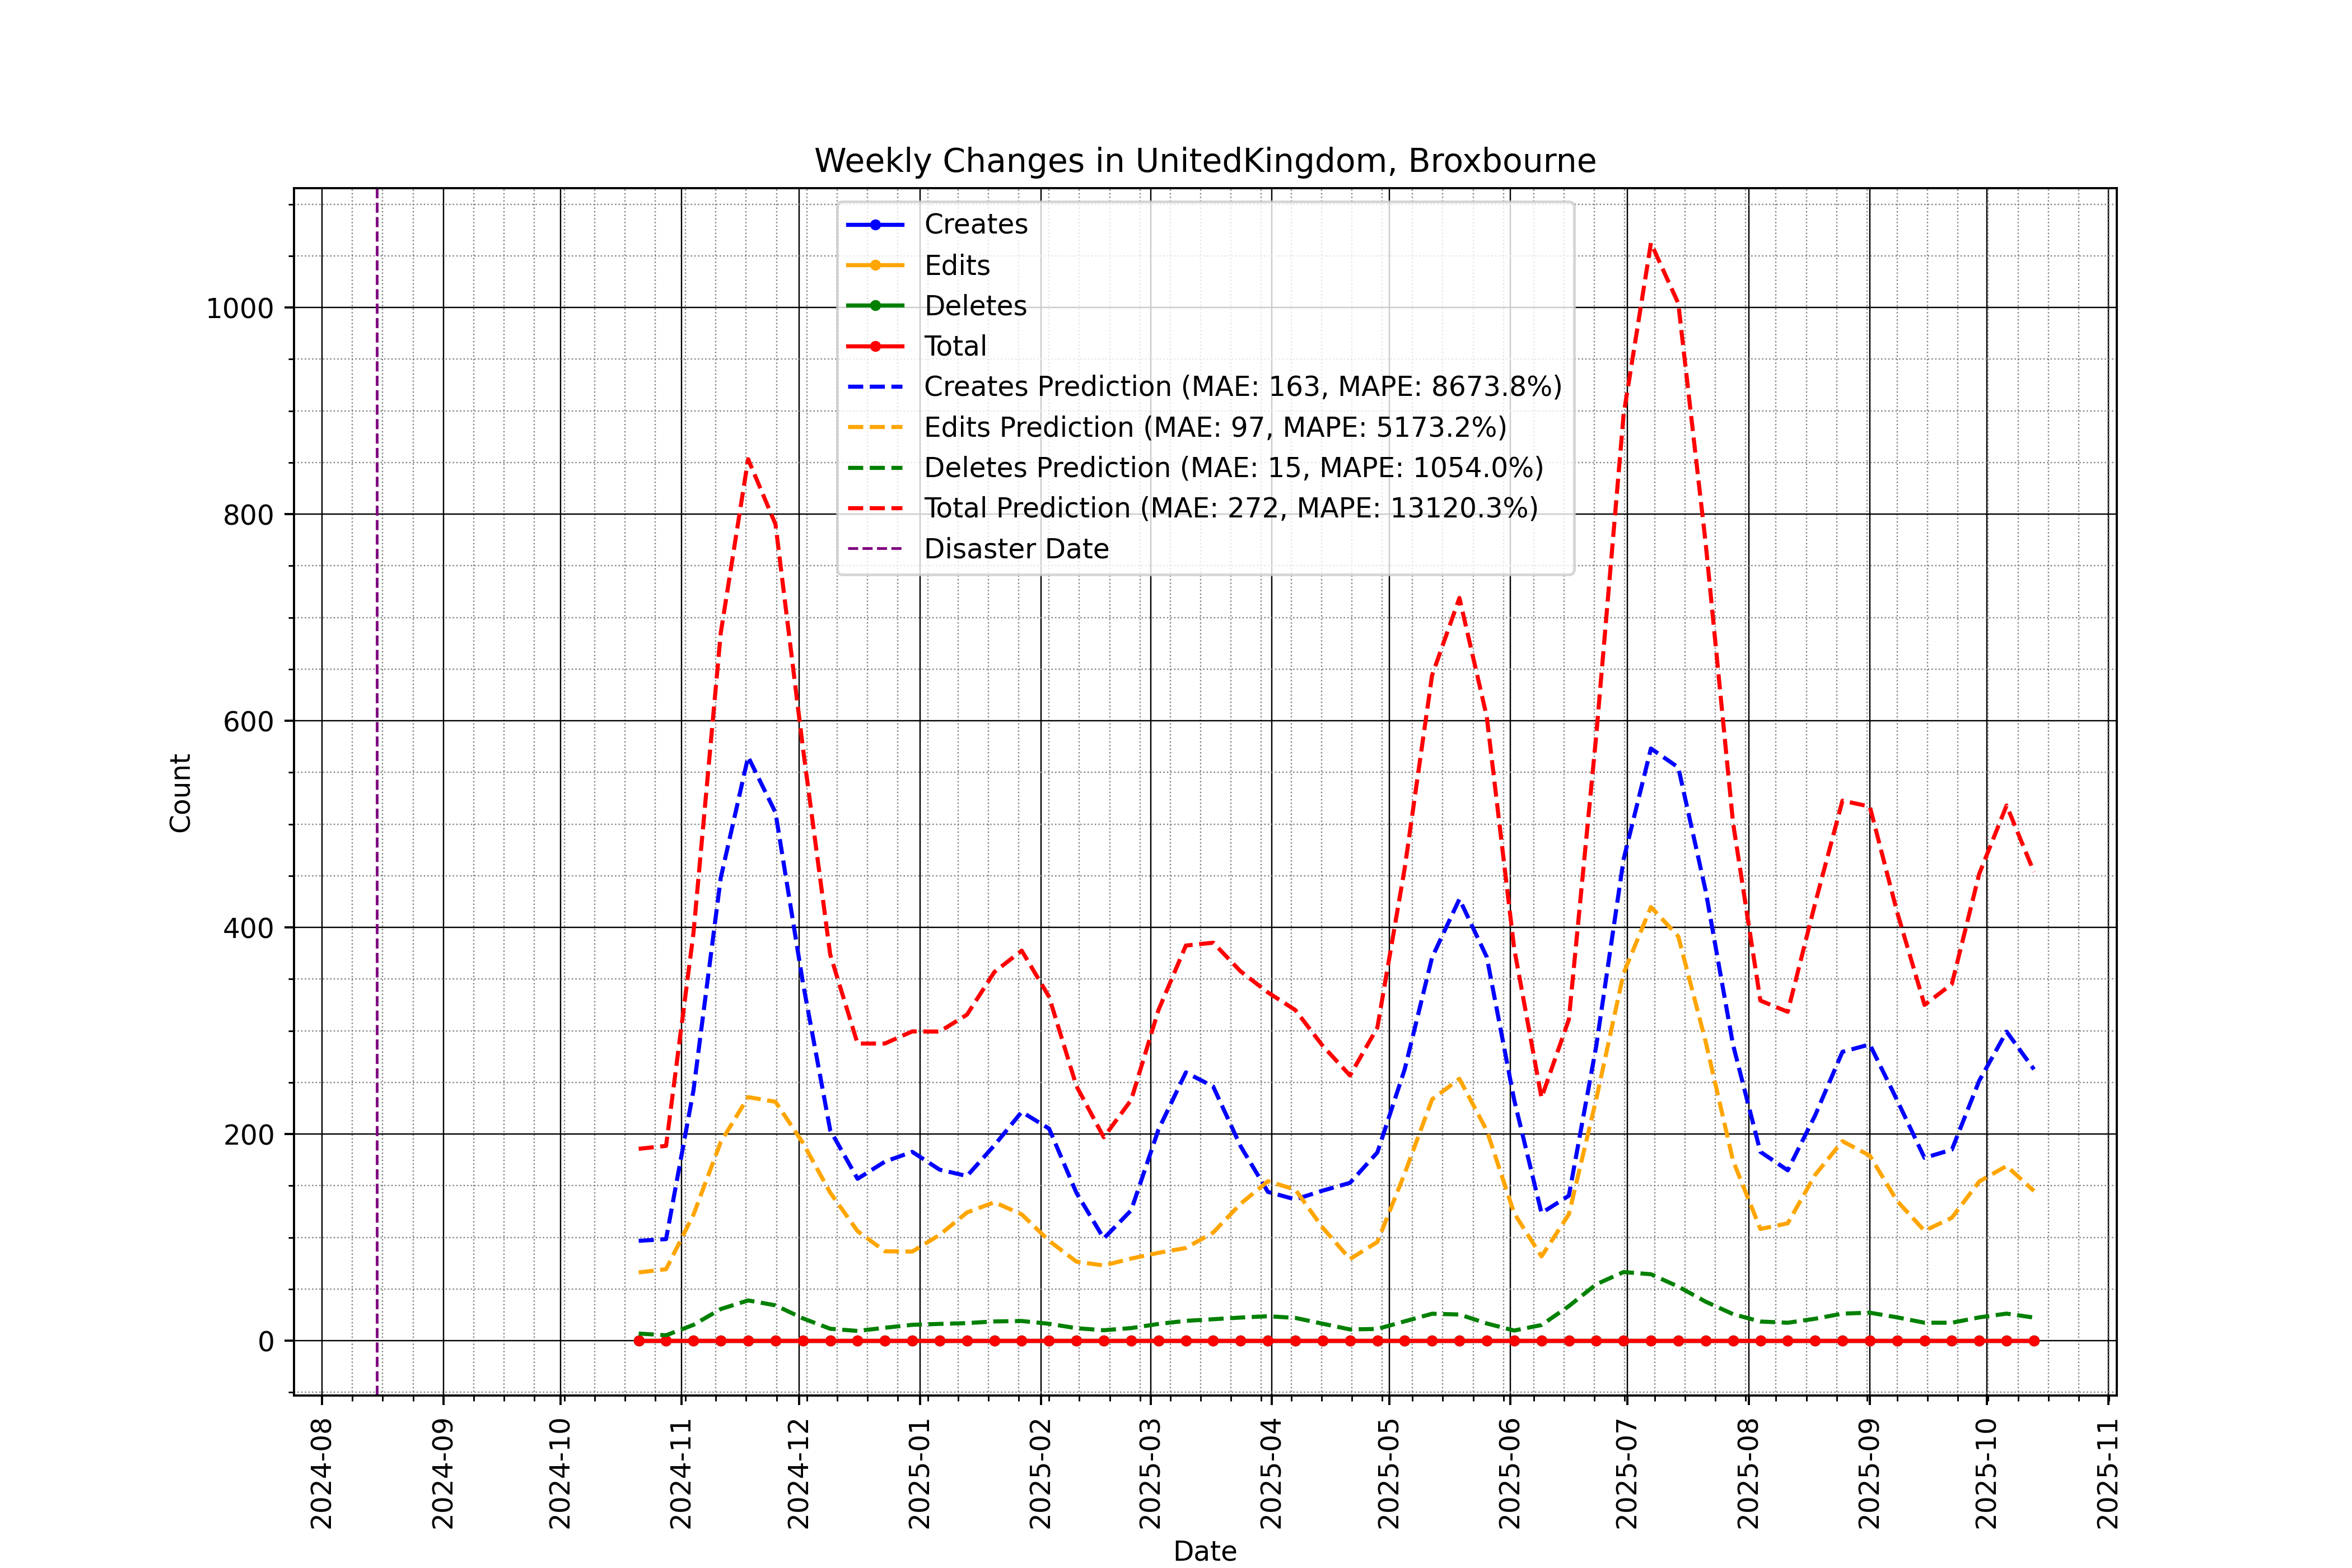 Weekly Changes in UnitedKingdom, Broxbourne
Creates
Edits
Deletes
Total
Creates Prediction (MAE: 163, MAPE: 8673.8%)
Edits Prediction (MAE: 97, MAPE: 5173.2%)
Deletes Prediction (MAE: 15, MAPE: 1054.0%)
Total Prediction (MAE: 272, MAPE: 13120.3%)
Disaster Date
Count
1000
800
600
400
200
0
2024-08
2024-09
2024-10
2024-11
2024-12
2025-01
2025-02
2025-03
2025-04
2025-05
2025-06
2025-07
2025-08
2025-09
2025-10
2025-11
Date